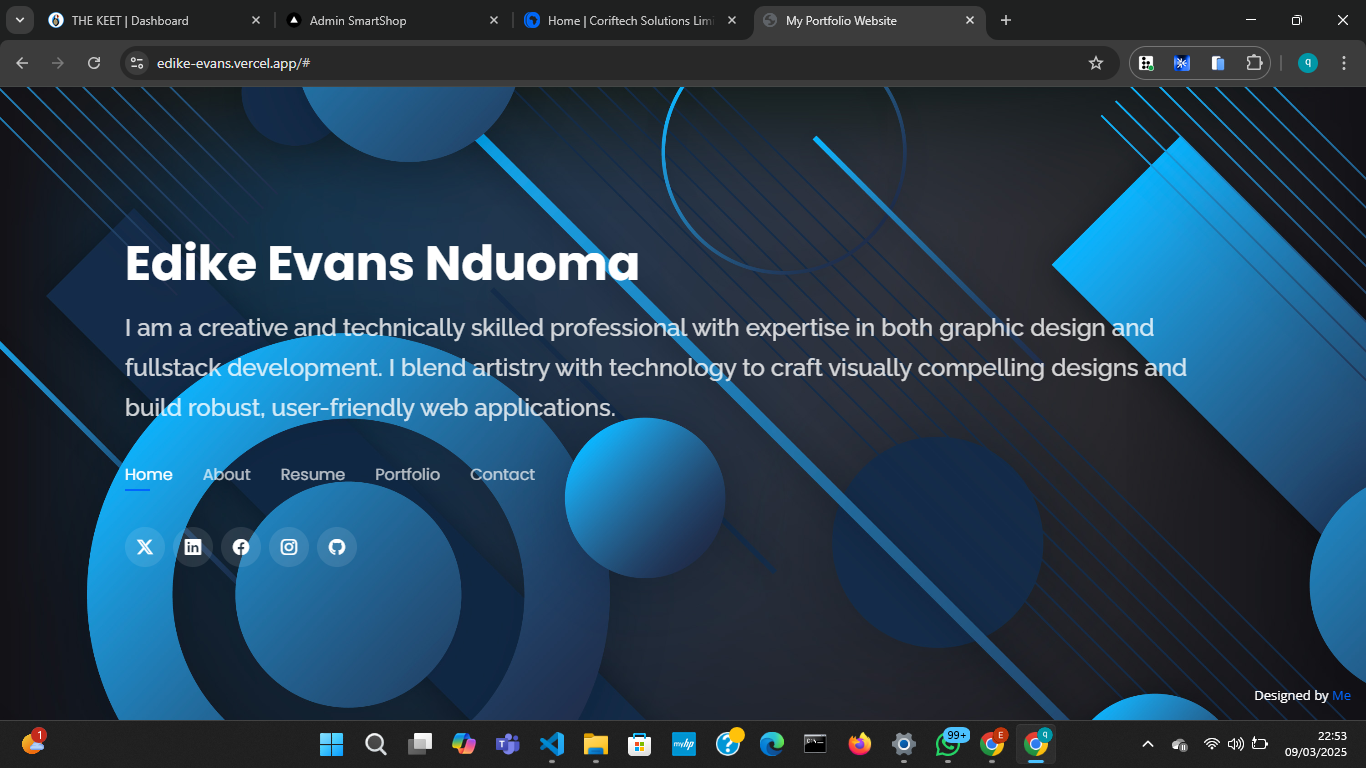 THE KEET | Dashboard
Admin SmartShop
Home | Coriftech Solutions Lim
My Portfolio Website
edike-evans.vercel.app/#
q
Edike Evans Nduoma
I am a creative and technically skilled professional with expertise in both graphic design and
fullstack development. I blend artistry with technology to craft visually compelling designs and
build robust, user-friendly web applications.
Home
About
Resume
Portfolio
Contact
Designed by Me
1
myhp
99+
E
q
22:53
09/03/2025